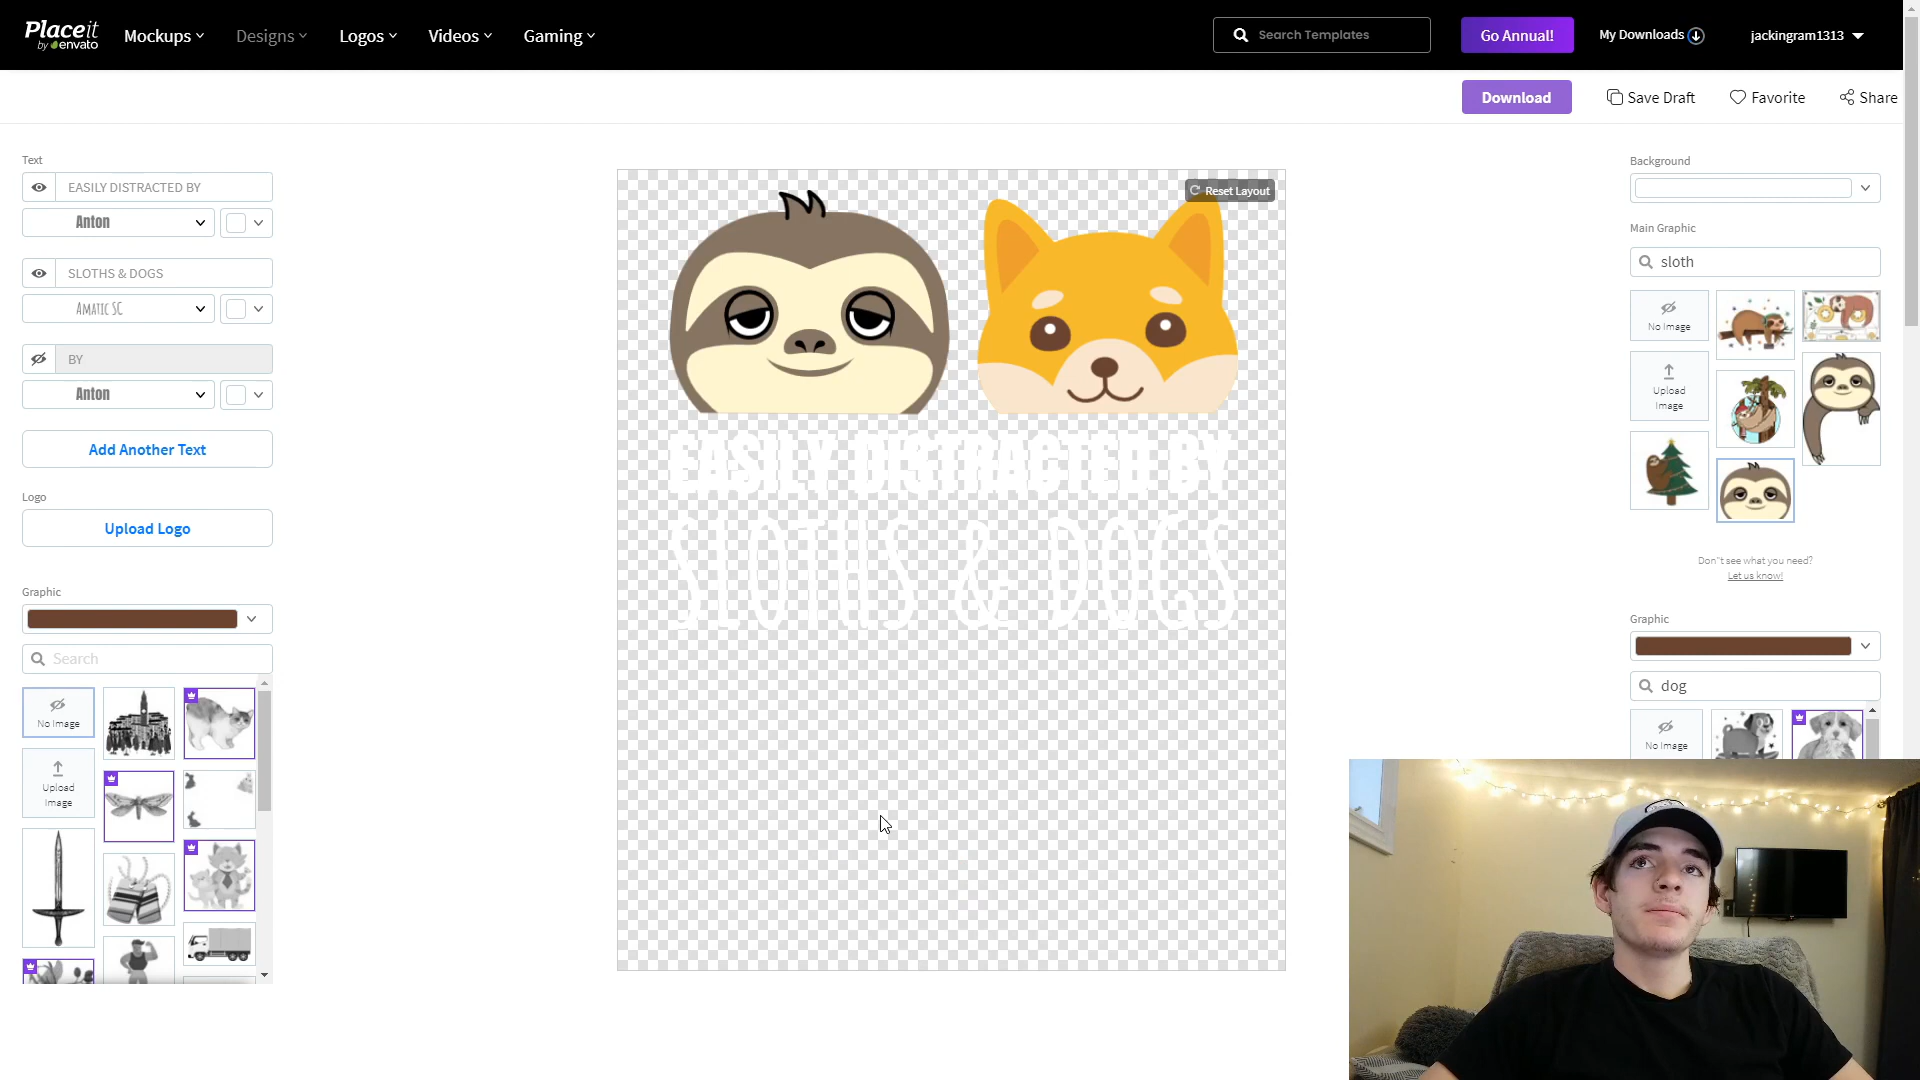 Placeit
by envato
Mockups
Designs
Logos
Videos
Gaming
Search Templates
Go Annual!
My Downloads
jackingram1313
Download
Save Draft
Favorite
Share
Text
EASILY DISTRACTED BY
Anton
SLOTHS & DOGS
AMATIC SC
BY
Anton
Add Another Text
Logo
Upload Logo
Graphic
Search
No Image
Upload
Image
Reset Layout
EASILY DISTRACTED BY
SLOTHS & DOGS
Background
Main Graphic
sloth
No Image
Upload
Image
Don"t see what you need?
Let us know!
Graphic
dog
No Image